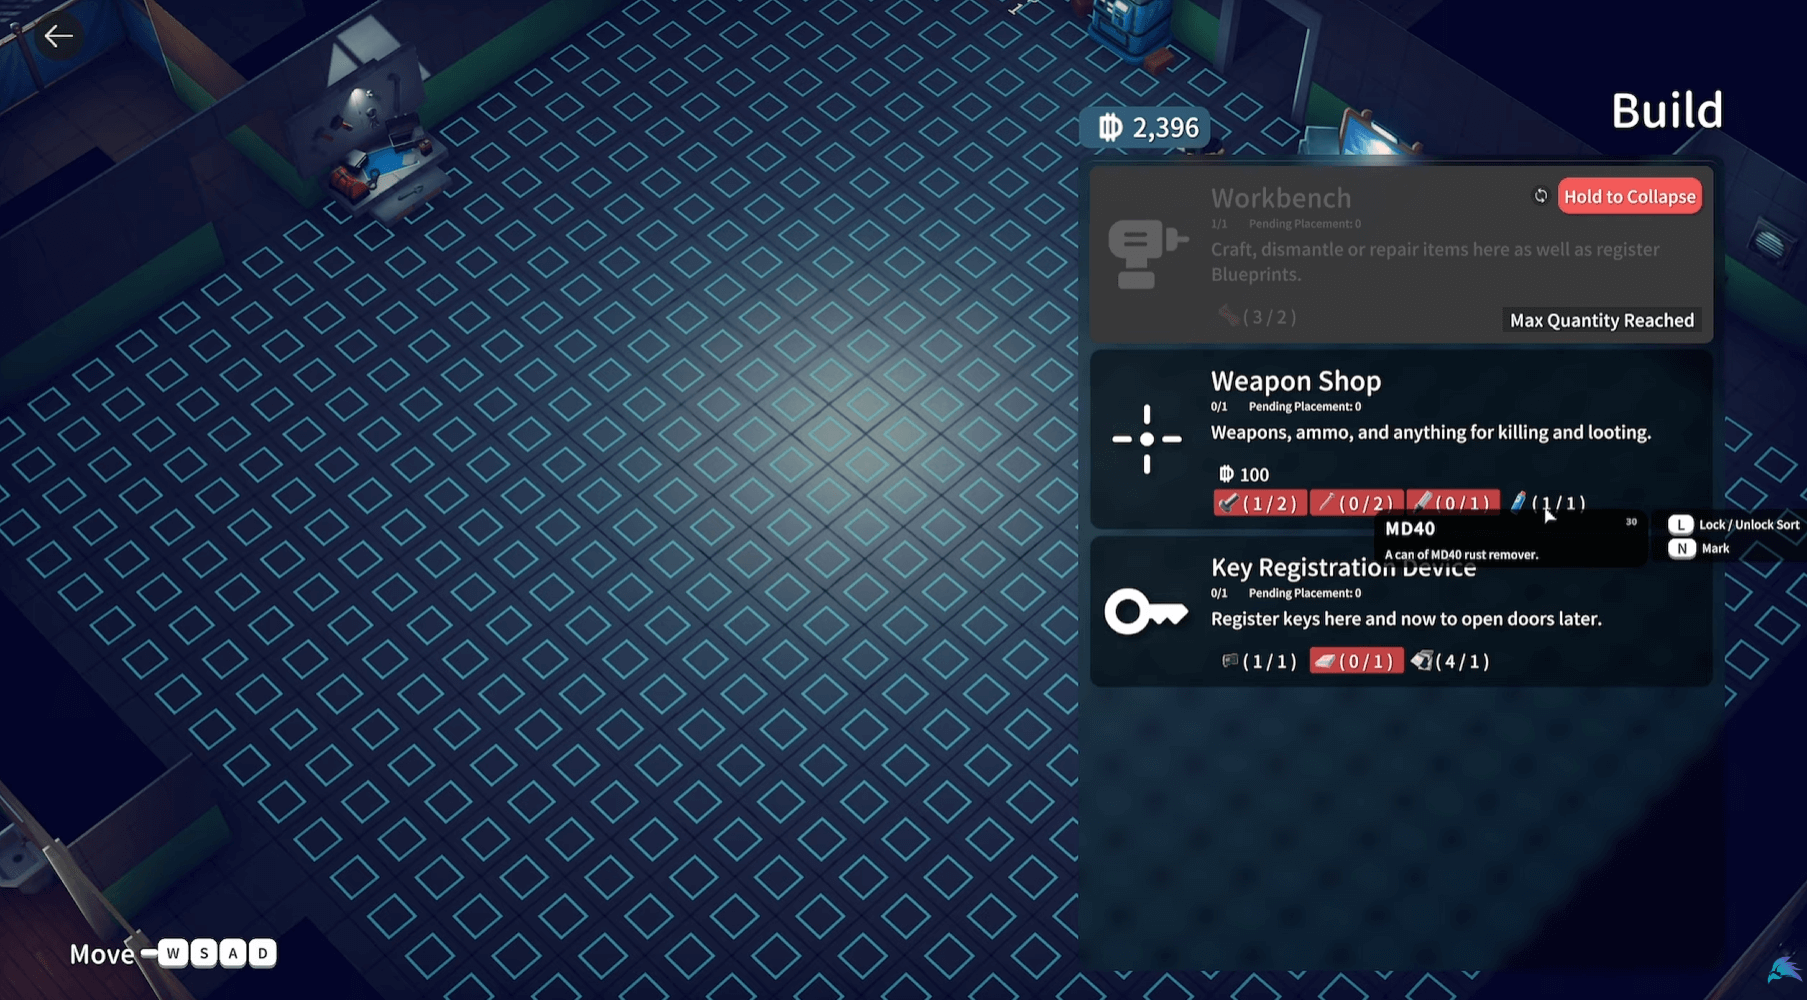 Build
2,396
Workbench
Hold to Collapse
1/1 Pending Placement: 0
Craft, dismantle or repair items here as well as register
Blueprints.
(3/2)
Max Quantity Reached
Weapon Shop
0/1 Pending Placement: 0
Weapons, ammo, and anything for killing and looting.
100
(1/2) (0/2) (0/1) (1/1)
MD40 30
A can of MD40 rust remover.
L Lock / Unlock Sort
N Mark
Key Registration Device
0/1 Pending Placement: 0
Register keys here and now to open doors later.
(1/1) (0/1) (4/1)
Move W S A D